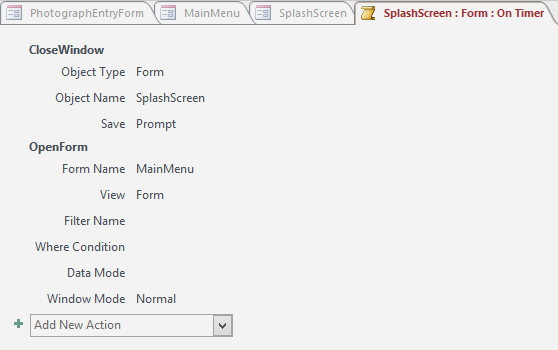 PhotographEntryForm MainMenu SplashScreen SplashScreen : Form : On Timer
CloseWindow
Object Type Form
Object Name SplashScreen
Save Prompt
OpenForm
Form Name MainMenu
View Form
Filter Name
Where Condition
Data Mode
Window Mode Normal
Add New Action